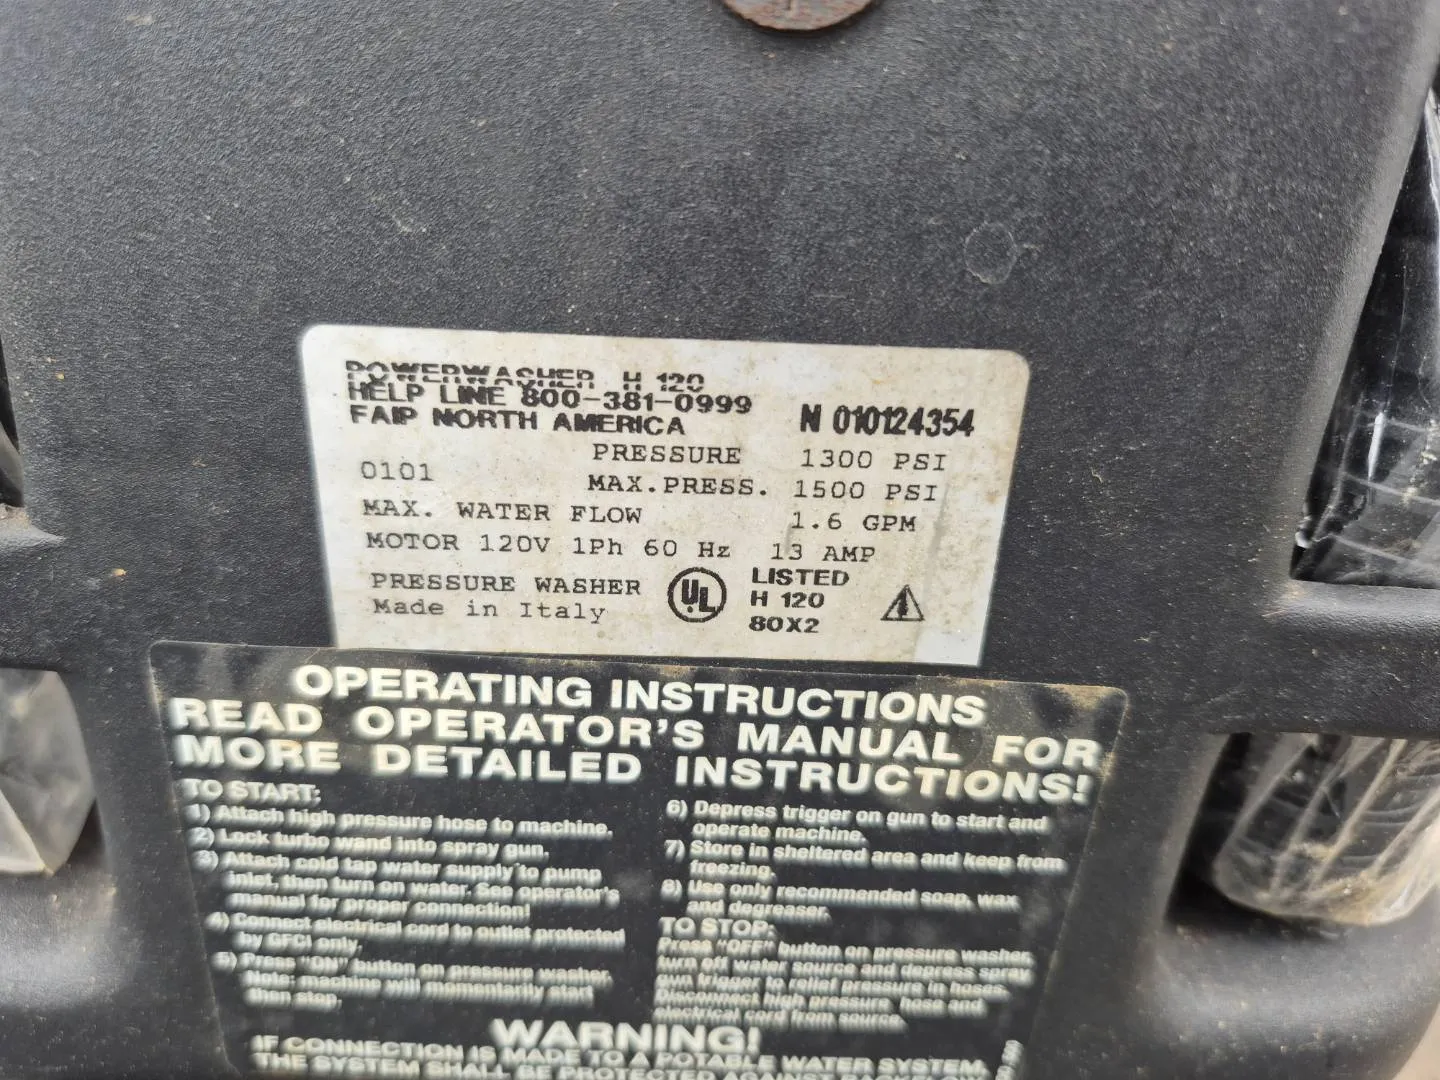 POWERWASHER H 120
HELP LINE 800-381-0999
FAIP NORTH AMERICA
N 010124354
PRESSURE 1300 PSI
0101 MAX.PRESS. 1500 PSI
MAX. WATER FLOW 1.6 GPM
MOTOR 120V 1Ph 60 Hz 13 AMP
PRESSURE WASHER
Made in Italy
UL
LISTED
H 120
80X2
OPERATING INSTRUCTIONS
READ OPERATOR'S MANUAL FOR
MORE DETAILED INSTRUCTIONS!
TO START:
1) Attach high pressure hose to machine.
2) Lock turbo wand into spray gun.
3) Attach cold tap water supply to pump
inlet, then turn on water. See operator's
manual for proper connection!
4) Connect electrical cord to outlet protected
by GFCI only.
5) Press "ON" button on pressure washer.
Note: machine will momentarily start
then stop.
6) Depress trigger on gun to start and
operate machine.
7) Store in sheltered area and keep from
freezing.
8) Use only recommended soap, wax
and degreaser.
TO STOP:
Press "OFF" button on pressure washer,
turn off water source and depress spray
gun trigger to relief pressure in hoses.
Disconnect high pressure, hose and
electrical cord from source.
WARNING!
IF CONNECTION IS MADE TO A POTABLE WATER SYSTEM,
THE SYSTEM SHALL BE PROTECTED AGAINST BACKFLOW